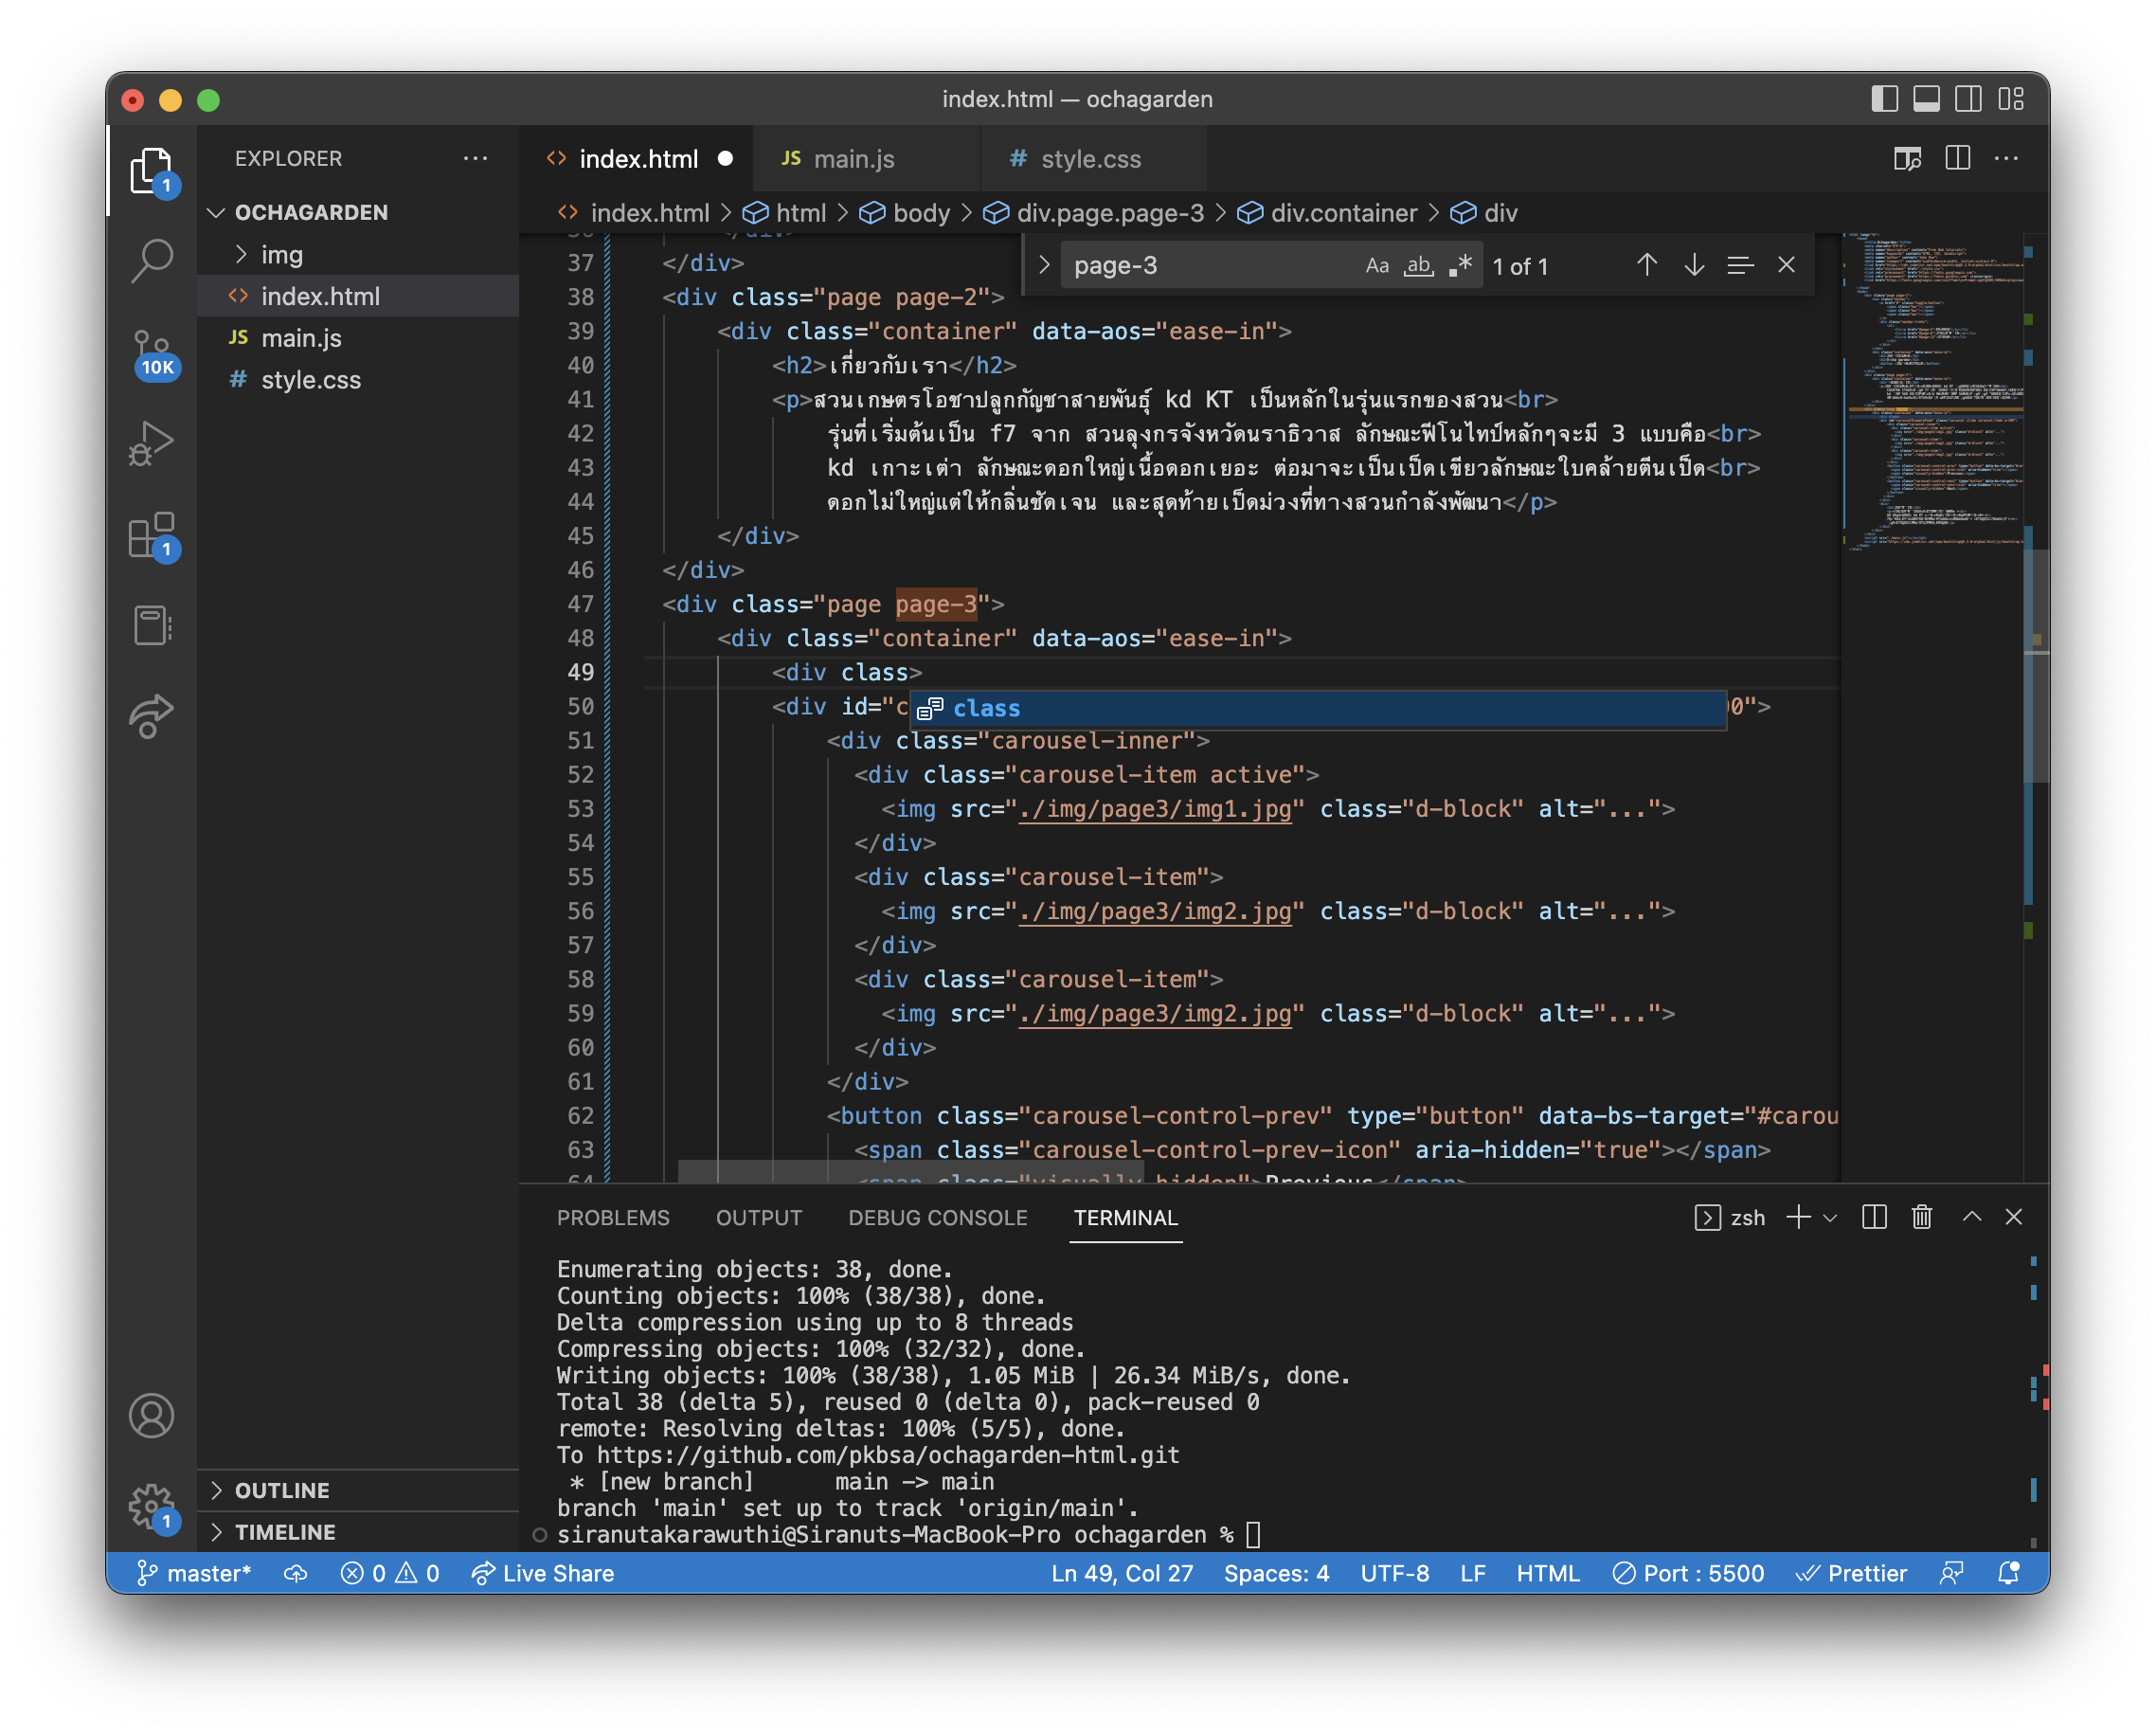 index.html — ochagarden
EXPLORER
OCHAGARDEN
img
index.html
JS main.js
# style.css
OUTLINE
TIMELINE
1
10K
1
1
index.html
JS main.js
# style.css
index.html > html > body > div.page.page-3 > div.container > div
page-3
Aa ab .* 1 of 1
37 </div>
38 <div class="page page-2">
39 <div class="container" data-aos="ease-in">
40 <h2>เกี่ยวกับเรา</h2>
41 <p>สวนเกษตรโอชาปลูกกัญชาสายพันธุ์ kd KT เป็นหลักในรุ่นแรกของสวน<br>
42 รุ่นที่เริ่มต้นเป็น f7 จาก สวนลุงกรจังหวัดนราธิวาส ลักษณะฟีโนไทป์หลักๆจะมี 3 แบบคือ<br>
43 kd เกาะเต่า ลักษณะดอกใหญ่เนื้อดอกเยอะ ต่อมาจะเป็นเป็ดเขียวลักษณะใบคล้ายตีนเป็ด<br>
44 ดอกไม่ใหญ่แต่ให้กลิ่นชัดเจน และสุดท้ายเป็ดม่วงที่ทางสวนกำลังพัฒนา</p>
45 </div>
46 </div>
47 <div class="page page-3">
48 <div class="container" data-aos="ease-in">
49 <div class>
class
50 <div id="c 0">
51 <div class="carousel-inner">
52 <div class="carousel-item active">
53 <img src="./img/page3/img1.jpg" class="d-block" alt="...">
54 </div>
55 <div class="carousel-item">
56 <img src="./img/page3/img2.jpg" class="d-block" alt="...">
57 </div>
58 <div class="carousel-item">
59 <img src="./img/page3/img2.jpg" class="d-block" alt="...">
60 </div>
61 </div>
62 <button class="carousel-control-prev" type="button" data-bs-target="#carou
63 <span class="carousel-control-prev-icon" aria-hidden="true"></span>
64 <span class="visually-hidden">Previous</span>
PROBLEMS OUTPUT DEBUG CONSOLE TERMINAL
zsh
Enumerating objects: 38, done.
Counting objects: 100% (38/38), done.
Delta compression using up to 8 threads
Compressing objects: 100% (32/32), done.
Writing objects: 100% (38/38), 1.05 MiB | 26.34 MiB/s, done.
Total 38 (delta 5), reused 0 (delta 0), pack-reused 0
remote: Resolving deltas: 100% (5/5), done.
To https://github.com/pkbsa/ochagarden-html.git
* [new branch] main -> main
branch 'main' set up to track 'origin/main'.
siranutakarawuthi@Siranuts-MacBook-Pro ochagarden %
master* 0 0 Live Share Ln 49, Col 27 Spaces: 4 UTF-8 LF HTML Port : 5500 Prettier